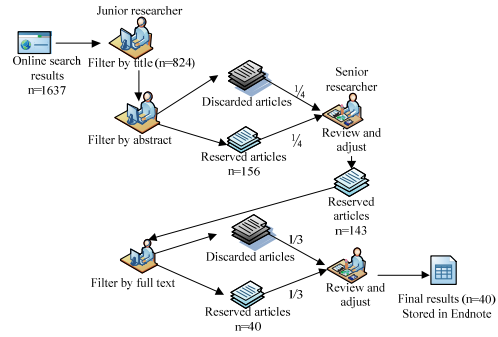 Junior researcher
Online search
results
n=1637
Filter by title (n=824)
Discarded articles
1/4
Senior
researcher
Filter by abstract
Reserved articles
n=156
1/4
Review and
adjust
Reserved
articles
n=143
Discarded articles
1/3
Filter by full text
Reserved articles
n=40
1/3
Review and
adjust
Final results (n=40)
Stored in Endnote